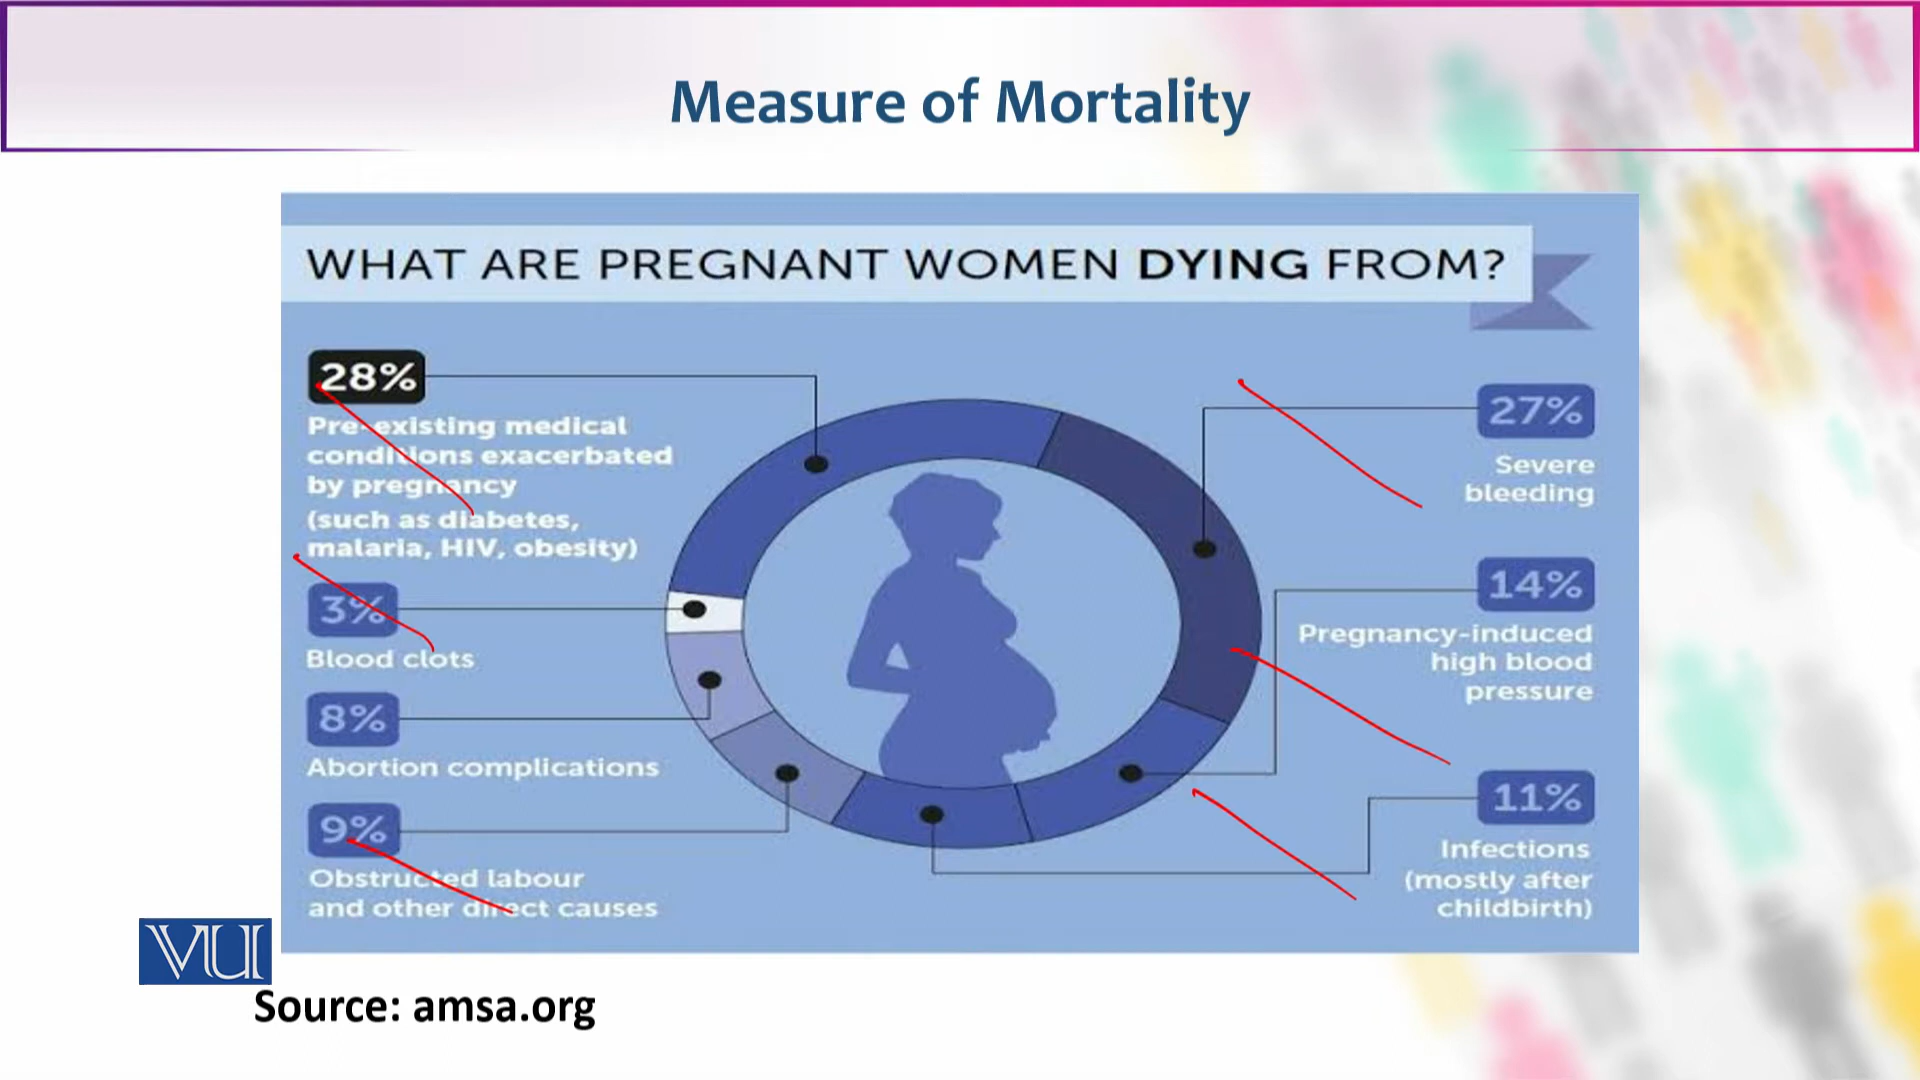 Measure of Mortality
WHAT ARE PREGNANT WOMEN DYING FROM?
28%
Pre-existing medical
conditions exacerbated
by pregnancy
(such as diabetes,
malaria, HIV, obesity)
3%
Blood clots
8%
Abortion complications
9%
Obstructed labour
and other direct causes
27%
Severe
bleeding
14%
Pregnancy-induced
high blood
pressure
11%
Infections
(mostly after
childbirth)
VU
Source: amsa.org